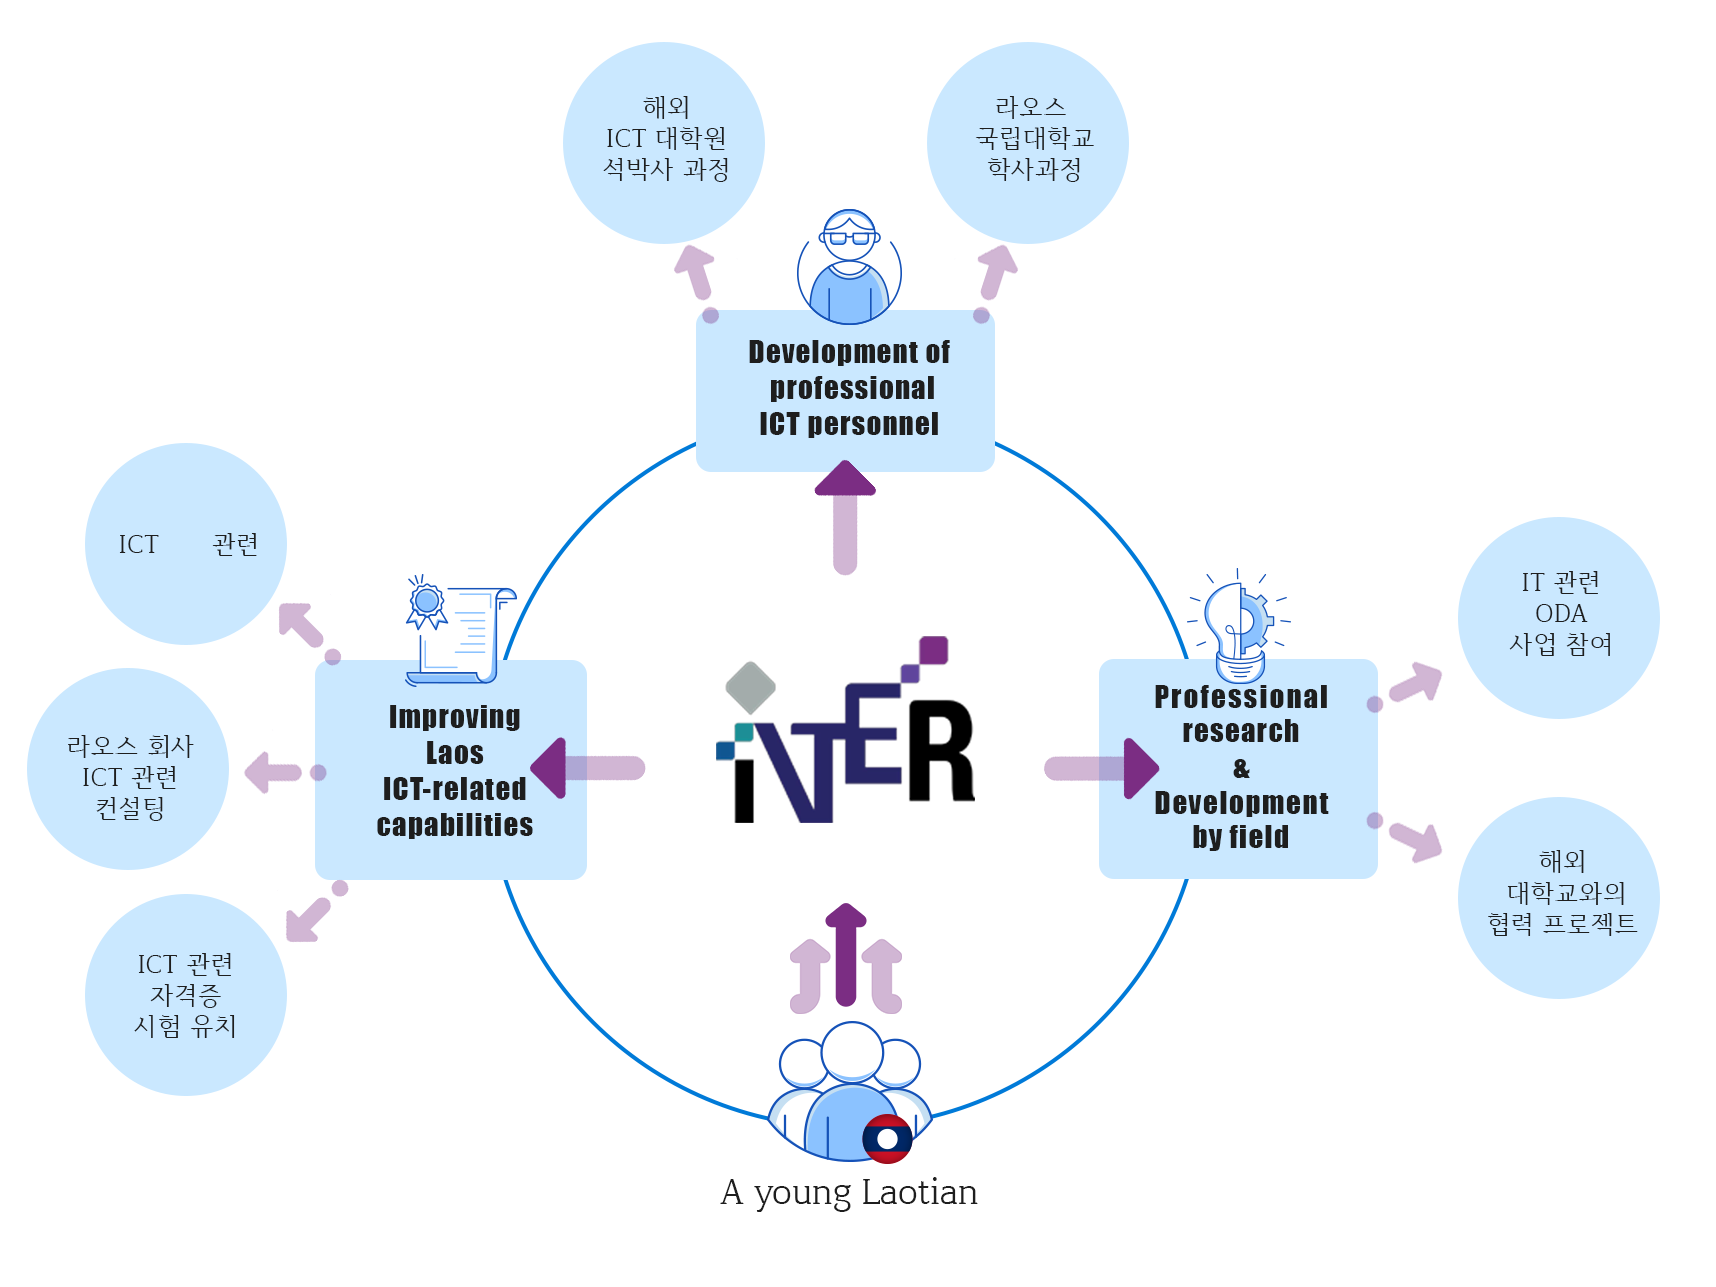 해외
ICT 대학원
석박사 과정
라오스
국립대학교
학사과정
Development of
professional
ICT personnel
ICT 관련
라오스 회사
ICT 관련
컨설팅
ICT 관련
자격증
시험 유치
Improving
Laos
ICT-related
capabilities
iNTER
Professional
research
&
Development
by field
IT 관련
ODA
사업 참여
해외
대학교와의
협력 프로젝트
A young Laotian